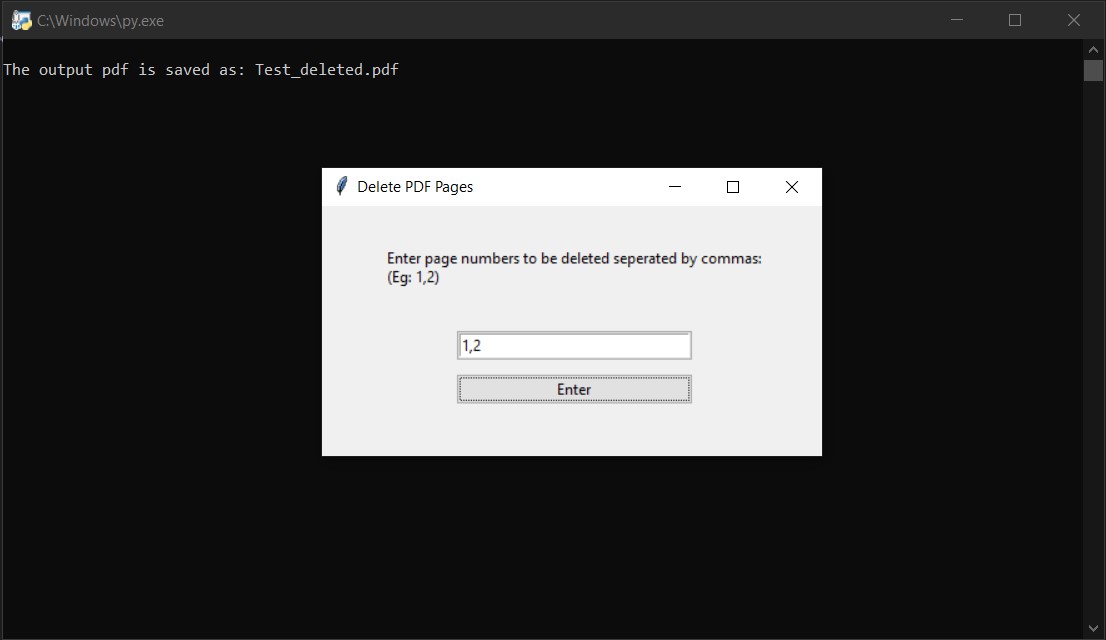 C:\Windows\py.exe
The output pdf is saved as: Test_deleted.pdf
Delete PDF Pages
Enter page numbers to be deleted seperated by commas:
(Eg: 1,2)
1,2
Enter